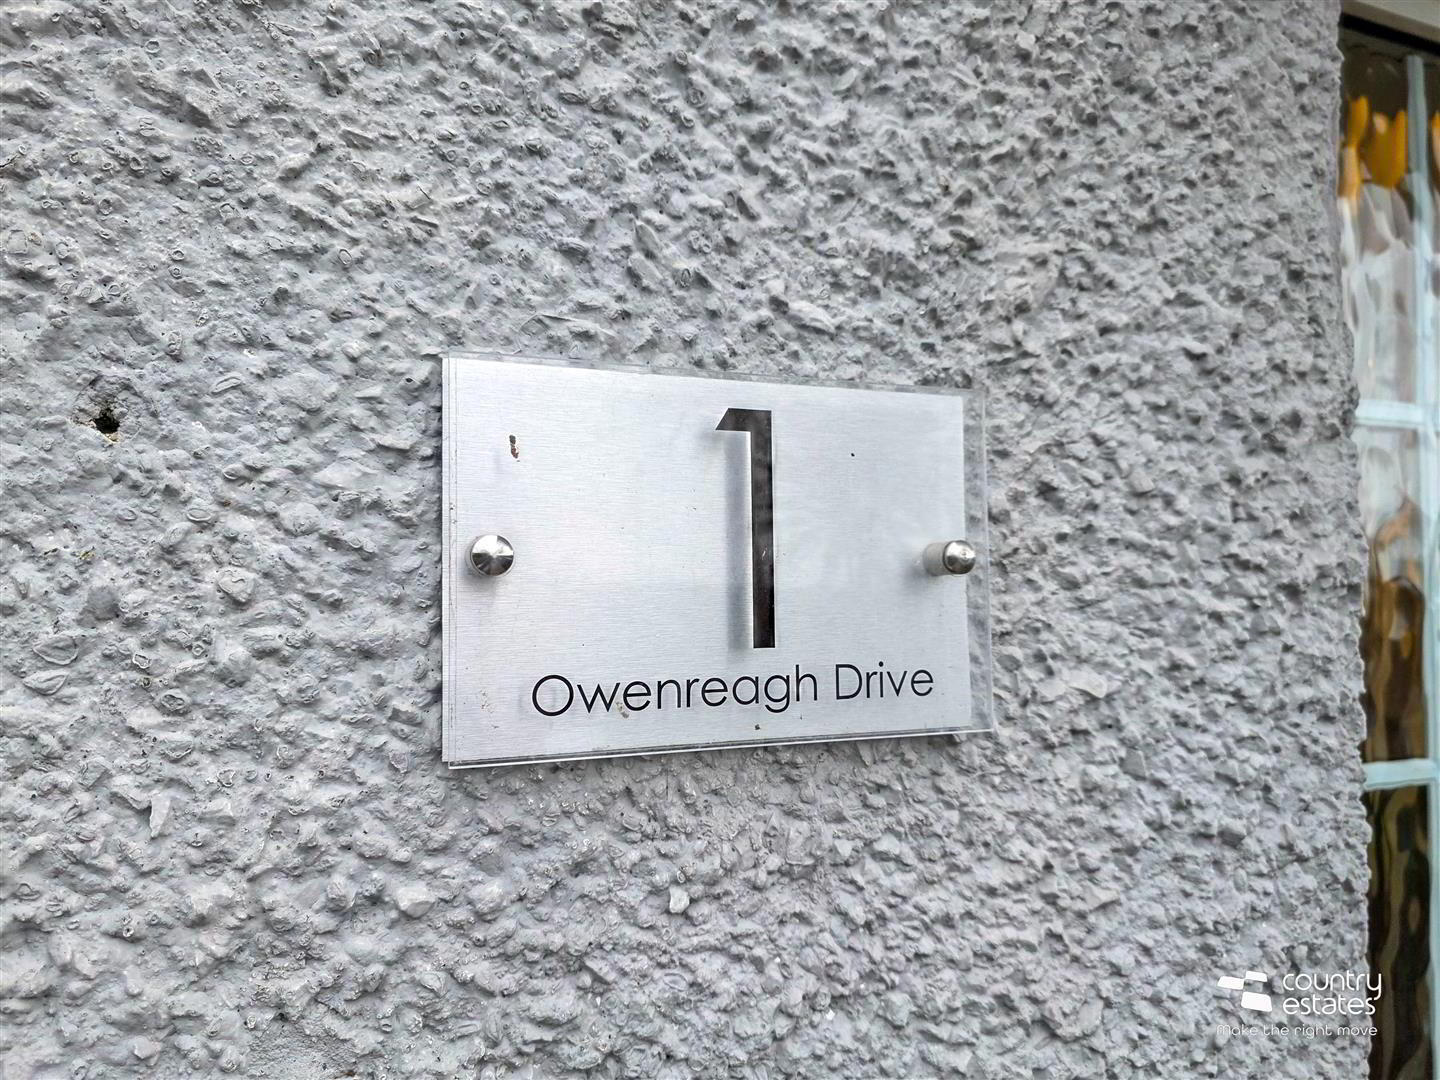 1
Owenreagh Drive
country
estates
make the right move